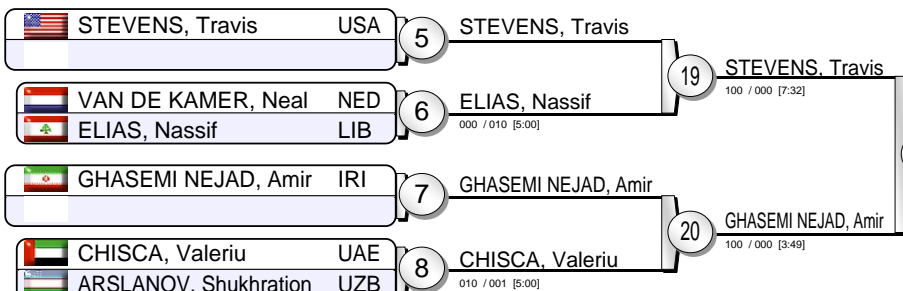 STEVENS, Travis USA
5
STEVENS, Travis
19
STEVENS, Travis
100 / 000 [7:32]
VAN DE KAMER, Neal NED
ELIAS, Nassif LIB
6
ELIAS, Nassif
000 / 010 [5:00]
GHASEMI NEJAD, Amir IRI
7
GHASEMI NEJAD, Amir
20
GHASEMI NEJAD, Amir
100 / 000 [3:49]
CHISCA, Valeriu UAE
ARSLANOV, Shukhration UZB
8
CHISCA, Valeriu
010 / 001 [5:00]